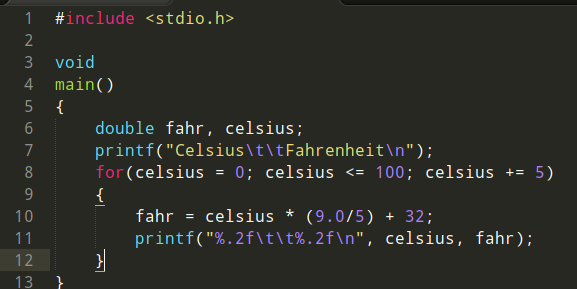 1 #include <stdio.h>
2
3 void
4 main()
5 {
6     double fahr, celsius;
7     printf("Celsius\t\tFahrenheit\n");
8     for(celsius = 0; celsius <= 100; celsius += 5)
9     {
10         fahr = celsius * (9.0/5) + 32;
11         printf("%.2f\t\t%.2f\n", celsius, fahr);
12     }
13 }